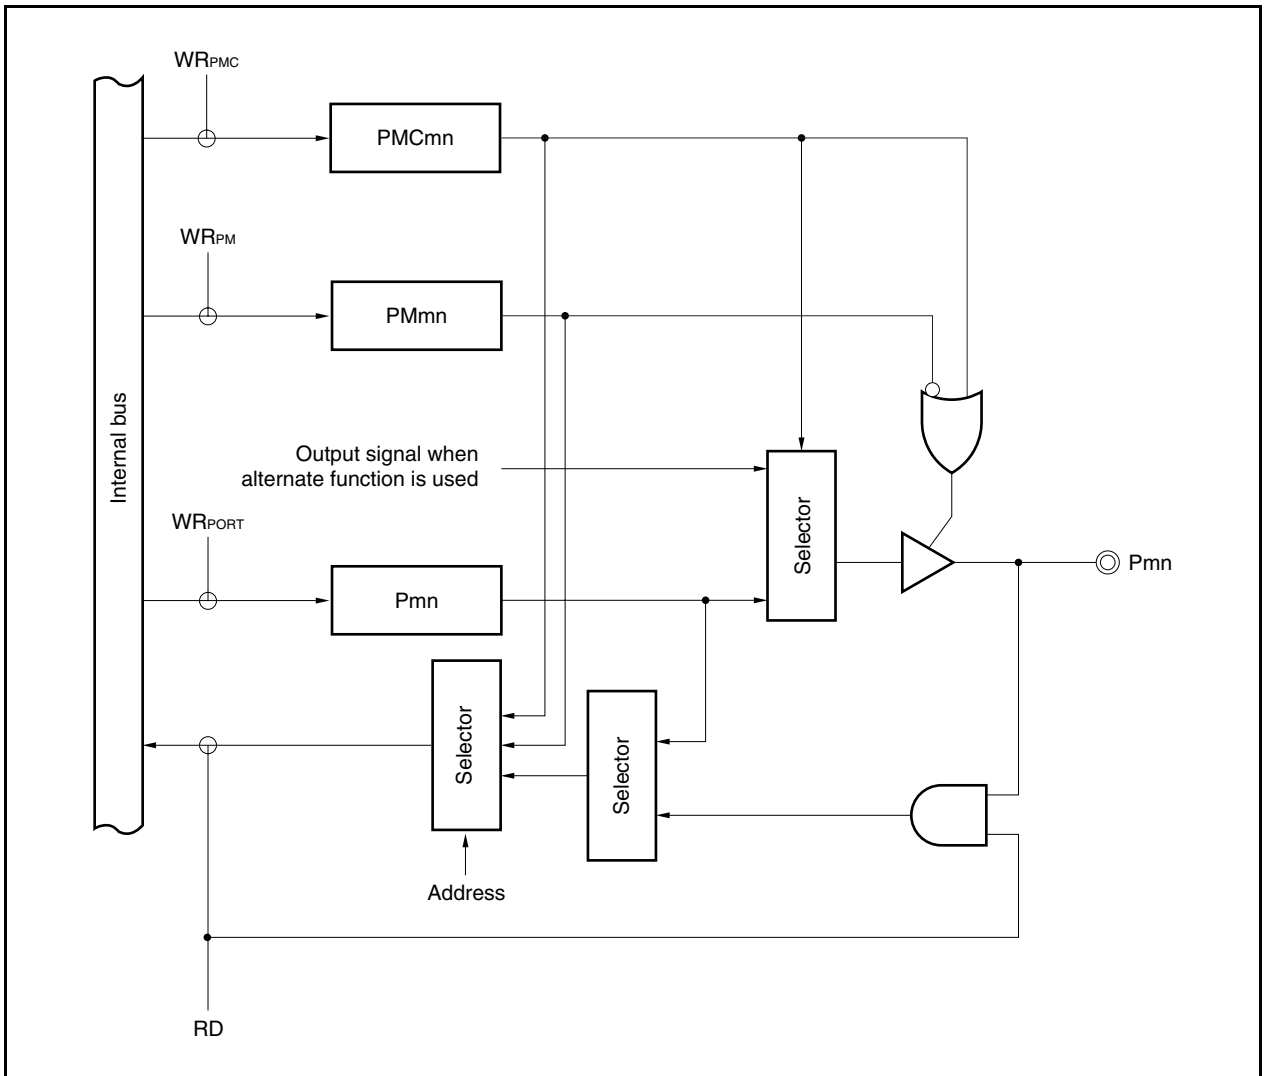 WRPMC
PMCmn
WRPM
PMmn
Internal bus
Output signal when
alternate function is used
Selector
WRPORT
Pmn
Pmn
Selector
Selector
Address
RD